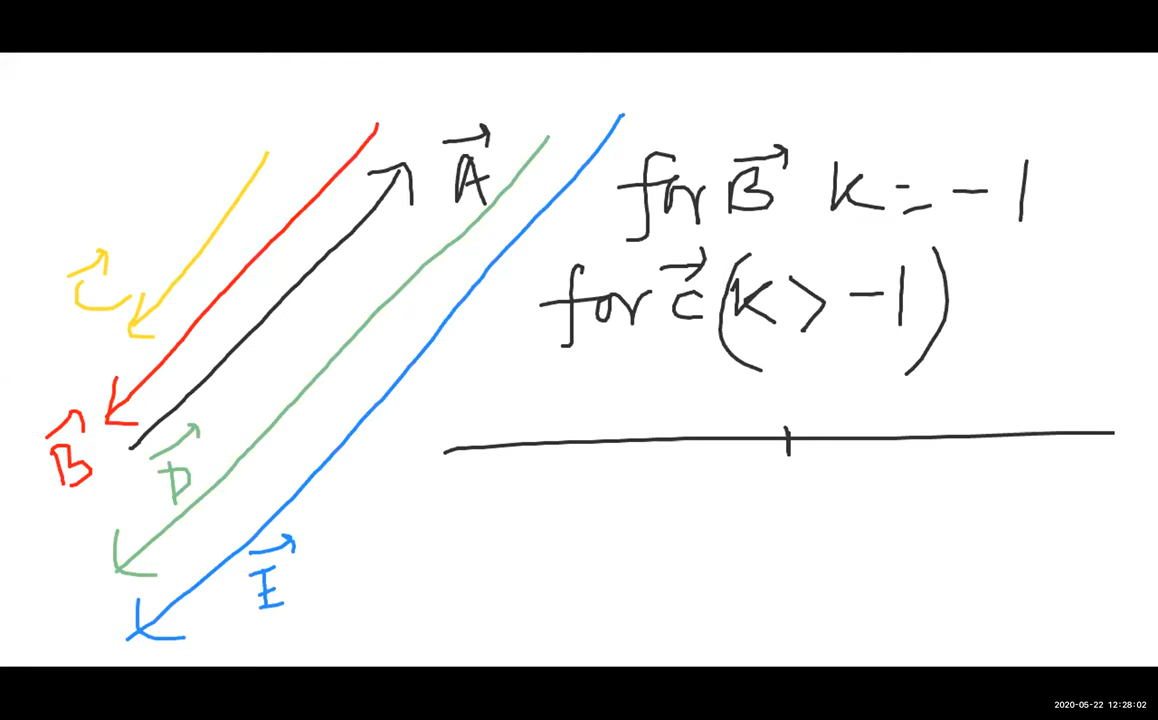 A
for B k = - 1
for c (k > -1)
C
B
D
E
2020-05-22 12:28:02